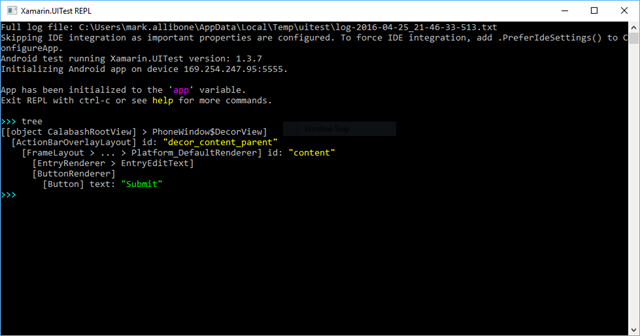 Xamarin.UITest REPL
Full log file: C:\Users\mark.allibone\AppData\Local\Temp\uitest\log-2016-04-25_21-46-33-513.txt
Skipping IDE integration as important properties are configured. To force IDE integration, add .PreferIdeSettings() to C
onfigureApp.
Android test running Xamarin.UITest version: 1.3.7
Initializing Android app on device 169.254.247.95:5555.
App has been initialized to the 'app' variable.
Exit REPL with ctrl-c or see help for more commands.
>>> tree
[[object CalabashRootView] > PhoneWindow$DecorView]
[ActionBarOverlayLayout] id: "decor_content_parent"
[FrameLayout > ... > Platform_DefaultRenderer] id: "content"
[EntryRenderer > EntryEditText]
[ButtonRenderer]
[Button] text: "Submit"
>>>